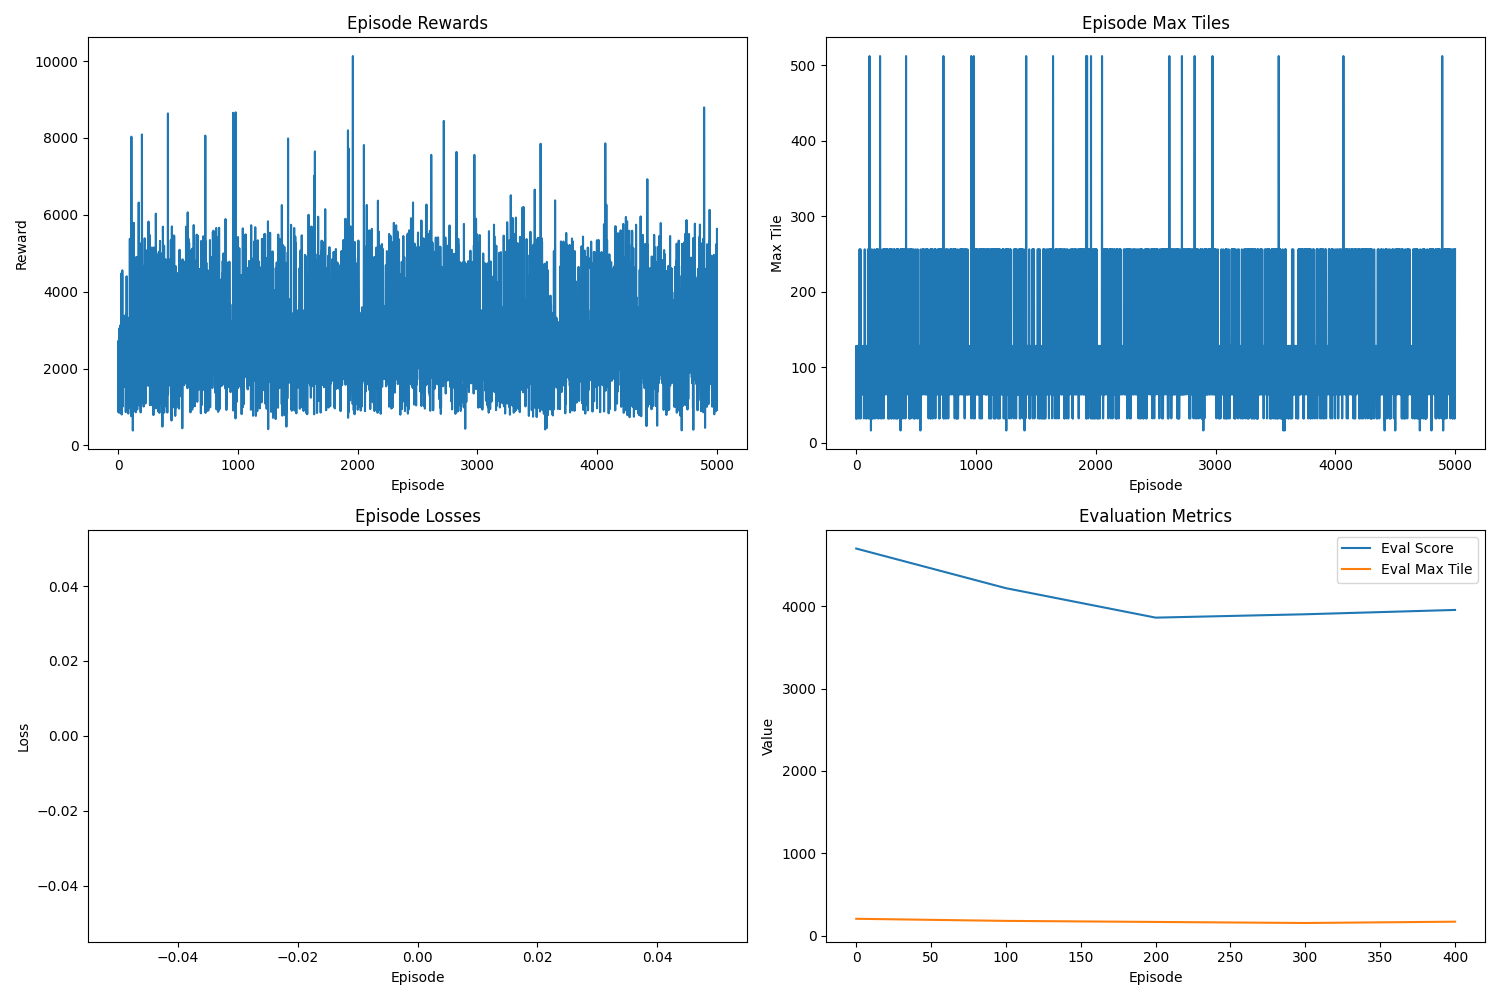 Episode Rewards
10000
8000
6000
4000
2000
0
Reward
0 1000 2000 3000 4000 5000
Episode
Episode Max Tiles
500
400
300
200
100
0
Max Tile
0 1000 2000 3000 4000 5000
Episode
Episode Losses
0.04
0.02
0.00
−0.02
−0.04
Loss
−0.04 −0.02 0.00 0.02 0.04
Episode
Evaluation Metrics
Eval Score
Eval Max Tile
4000
3000
2000
1000
0
Value
0 50 100 150 200 250 300 350 400
Episode